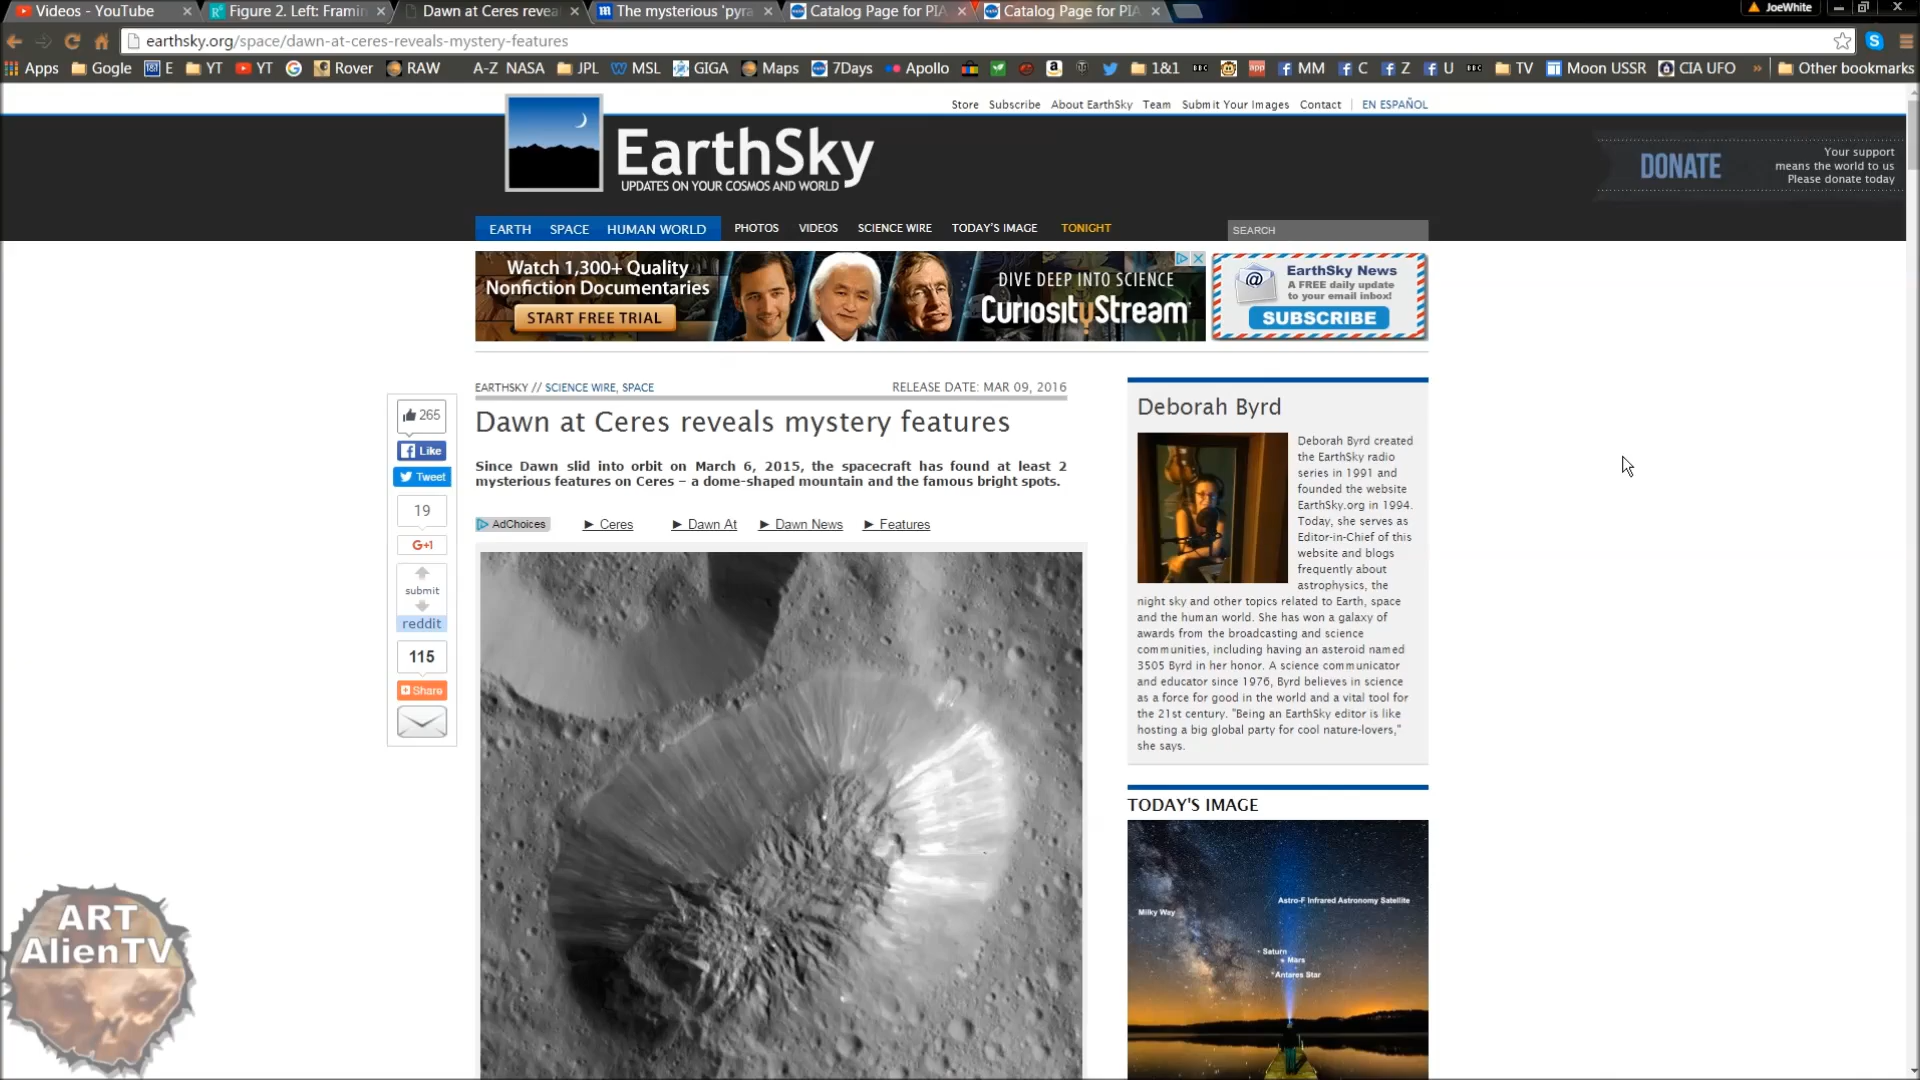 Videos - YouTube
Figure 2. Left: Framin
Dawn at Ceres revea
The mysterious 'pyra
Catalog Page for PIA
Catalog Page for PIA
JoeWhite
earthsky.org/space/dawn-at-ceres-reveals-mystery-features
Apps Gogle E YT YT Rover RAW A-Z NASA JPL MSL GIGA Maps 7Days Apollo 1&1 MM C Z U TV Moon USSR CIA UFO » Other bookmarks
Store Subscribe About EarthSky Team Submit Your Images Contact EN ESPAÑOL
EarthSky
UPDATES ON YOUR COSMOS AND WORLD
DONATE
Your support
means the world to us
Please donate today
EARTH SPACE HUMAN WORLD PHOTOS VIDEOS SCIENCE WIRE TODAY'S IMAGE TONIGHT SEARCH
Watch 1,300+ Quality
Nonfiction Documentaries
START FREE TRIAL
DIVE DEEP INTO SCIENCE
CURIOSITYSTREAM
EarthSky News
A FREE daily update
to your email inbox!
SUBSCRIBE
EARTHSKY // SCIENCE WIRE, SPACE RELEASE DATE: MAR 09, 2016
Dawn at Ceres reveals mystery features
Since Dawn slid into orbit on March 6, 2015, the spacecraft has found at least 2
mysterious features on Ceres – a dome-shaped mountain and the famous bright spots.
AdChoices ► Ceres ► Dawn At ► Dawn News ► Features
265
Like
Tweet
19
G+1
submit
reddit
115
Share
Deborah Byrd
Deborah Byrd created
the EarthSky radio
series in 1991 and
founded the website
EarthSky.org in 1994.
Today, she serves as
Editor-in-Chief of this
website and blogs
frequently about
astrophysics, the
night sky and other topics related to Earth, space
and the human world. She has won a galaxy of
awards from the broadcasting and science
communities, including having an asteroid named
3505 Byrd in her honor. A science communicator
and educator since 1976, Byrd believes in science
as a force for good in the world and a vital tool for
the 21st century. "Being an EarthSky editor is like
hosting a big global party for cool nature-lovers,"
she says.
TODAY'S IMAGE
Astro-F Infrared Astronomy Satellite
Milky Way
Saturn
Mars
Antares Star
ART
AlienTV